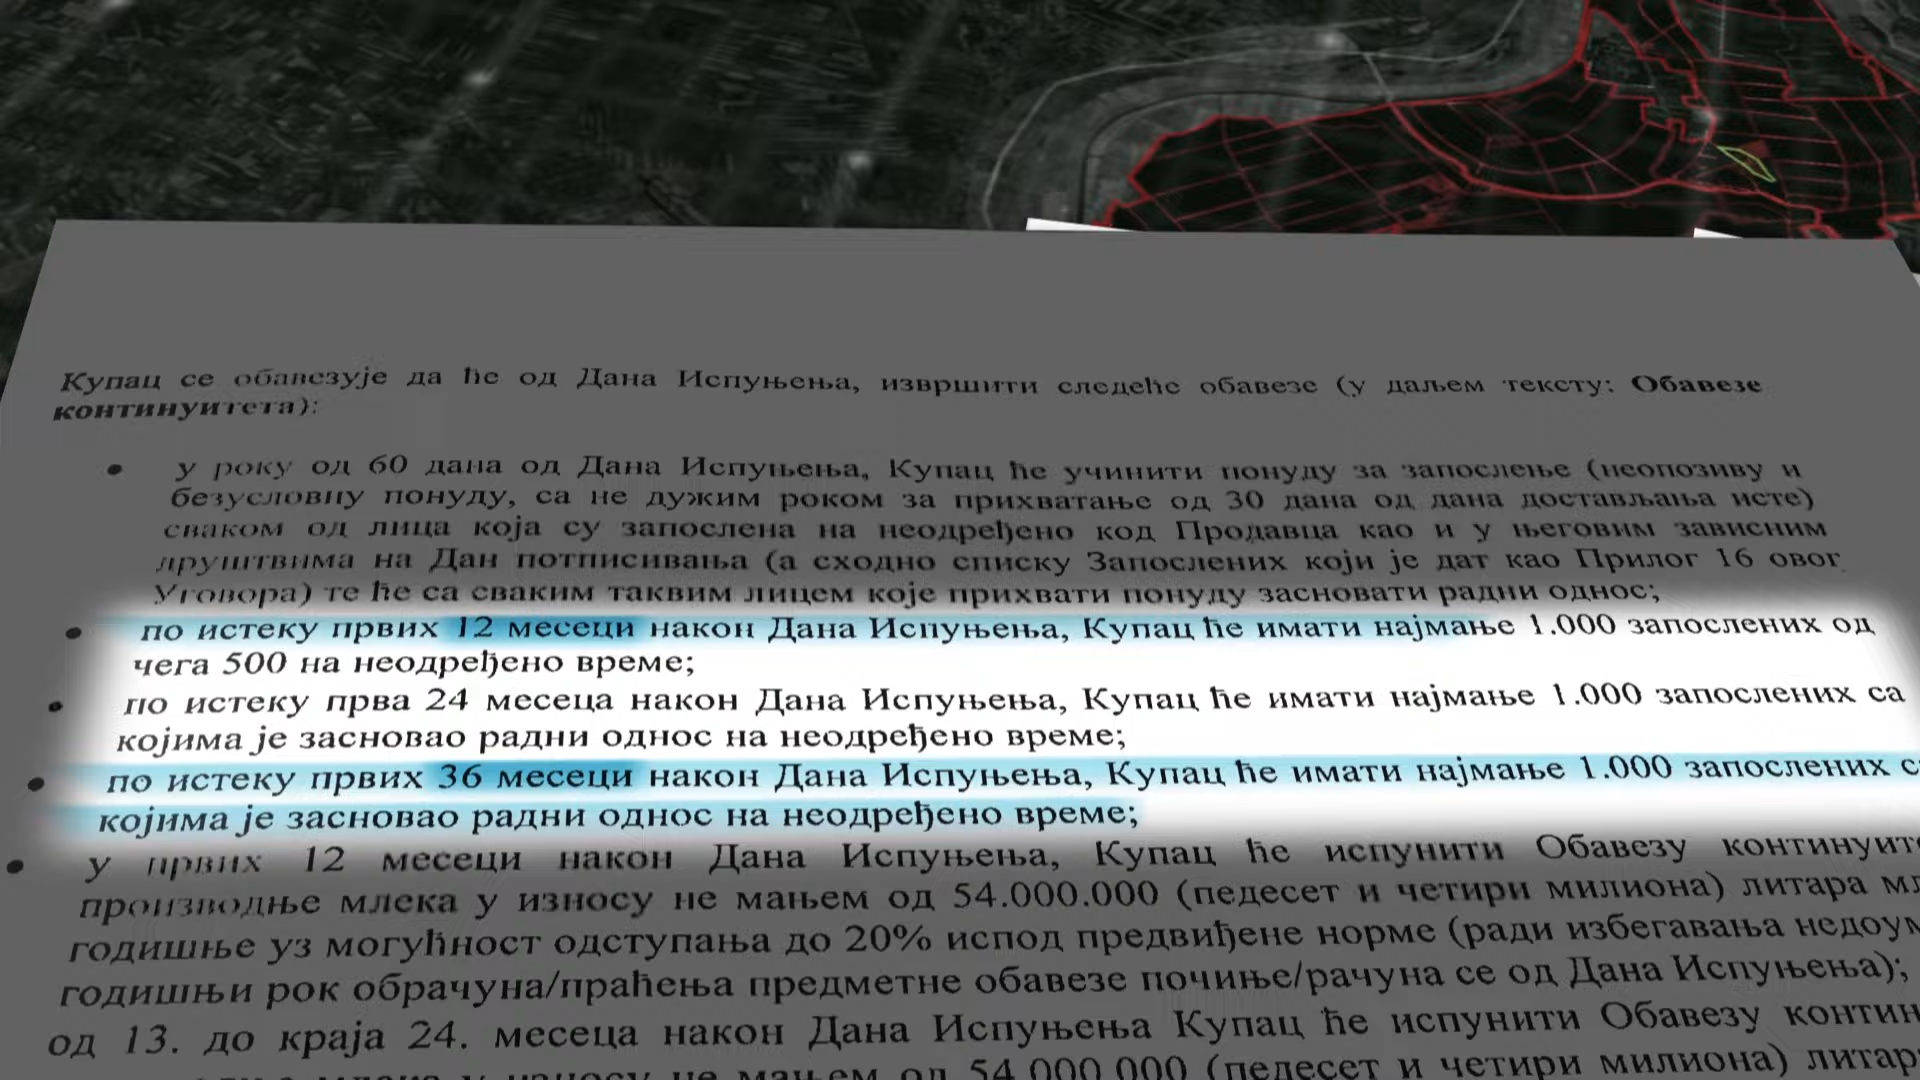 Купац се обавезује да ће од Дана Испуњења, извршити следеће обавезе (у даљем тексту: Обавезе
континуитета):
• у року од 60 дана од Дана Испуњења, Купац ће учинити понуду за запослење (неопозиву и
безусловну понуду, са не дужим роком за прихватање од 30 дана од дана достављања исте)
сваком од лица која су запослена на неодређено код Продавца као и у његовим зависним
друштвима на Дан потписивања (а сходно списку Запослених који је дат као Прилог 16 овог
Уговора) те ће са сваким таквим лицем које прихвати понуду засновати радни однос;
• по истеку првих 12 месеци након Дана Испуњења, Купац ће имати најмање 1.000 запослених од
чега 500 на неодређено време;
• по истеку прва 24 месеца након Дана Испуњења, Купац ће имати најмање 1.000 запослених са
којима је засновао радни однос на неодређено време;
• по истеку првих 36 месеци након Дана Испуњења, Купац ће имати најмање 1.000 запослених
којима је засновао радни однос на неодређено време;
• у првих 12 месеци након Дана Испуњења, Купац ће испунити Обавезу
производње млека у износу не мањем од 54.000.000 (педесет и четири милиона) литара
годишње уз могућност одступања до 20% испод предвиђене норме (ради избегавања
годишњи рок обрачуна/праћења предметне обавезе почиње/рачуна се од Дана Испуњења);
од 13. до краја 24. месеца након Дана Испуњења Купац ће испунити Обавезу
млека у износу не мањем од 54.000.000 (педесет и четири милиона)